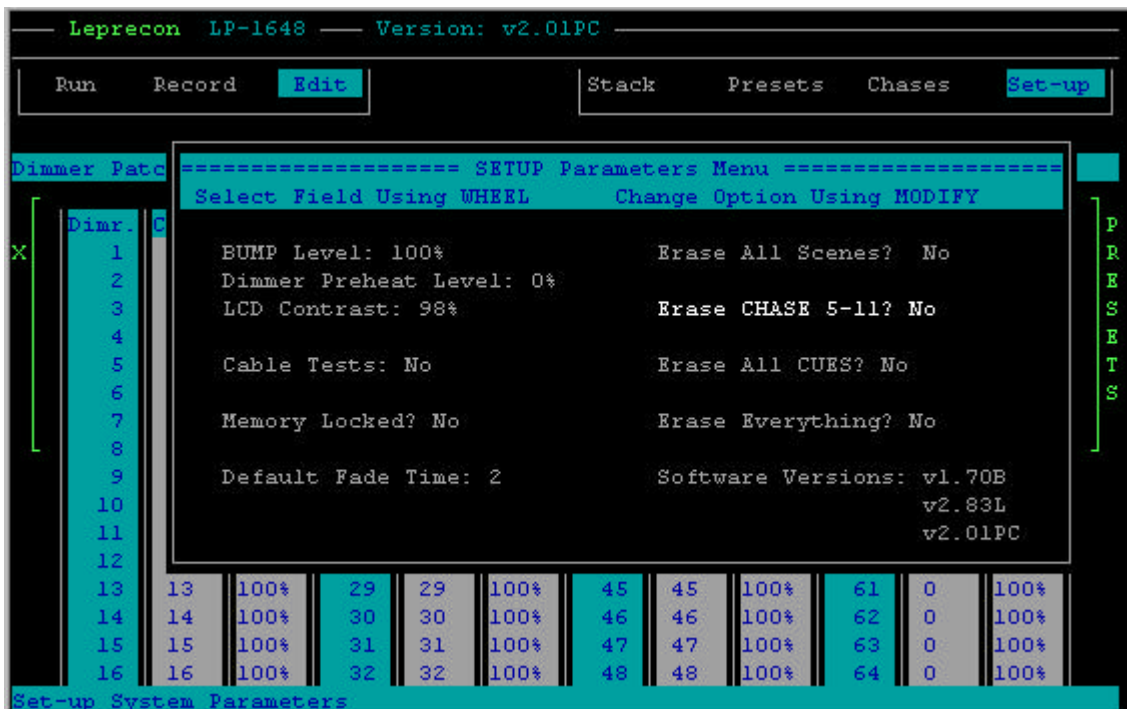 Leprecon LP-1648 Version: v2.01PC
Run Record Edit Stack Presets Chases Set-up
Dimmer Patc
==================== SETUP Parameters Menu ====================
Select Field Using WHEEL Change Option Using MODIFY
Dimr. C
X
PRESETS
1
2
3
4
5
6
7
8
9
10
11
12
BUMP Level: 100% Erase All Scenes? No
Dimmer Preheat Level: 0%
LCD Contrast: 98% Erase CHASE 5-11? No
Cable Tests: No Erase All CUES? No
Memory Locked? No Erase Everything? No
Default Fade Time: 2 Software Versions: v1.70B
v2.83L
v2.01PC
13 13 100% 29 29 100% 45 45 100% 61 0 100%
14 14 100% 30 30 100% 46 46 100% 62 0 100%
15 15 100% 31 31 100% 47 47 100% 63 0 100%
16 16 100% 32 32 100% 48 48 100% 64 0 100%
Set-up System Parameters